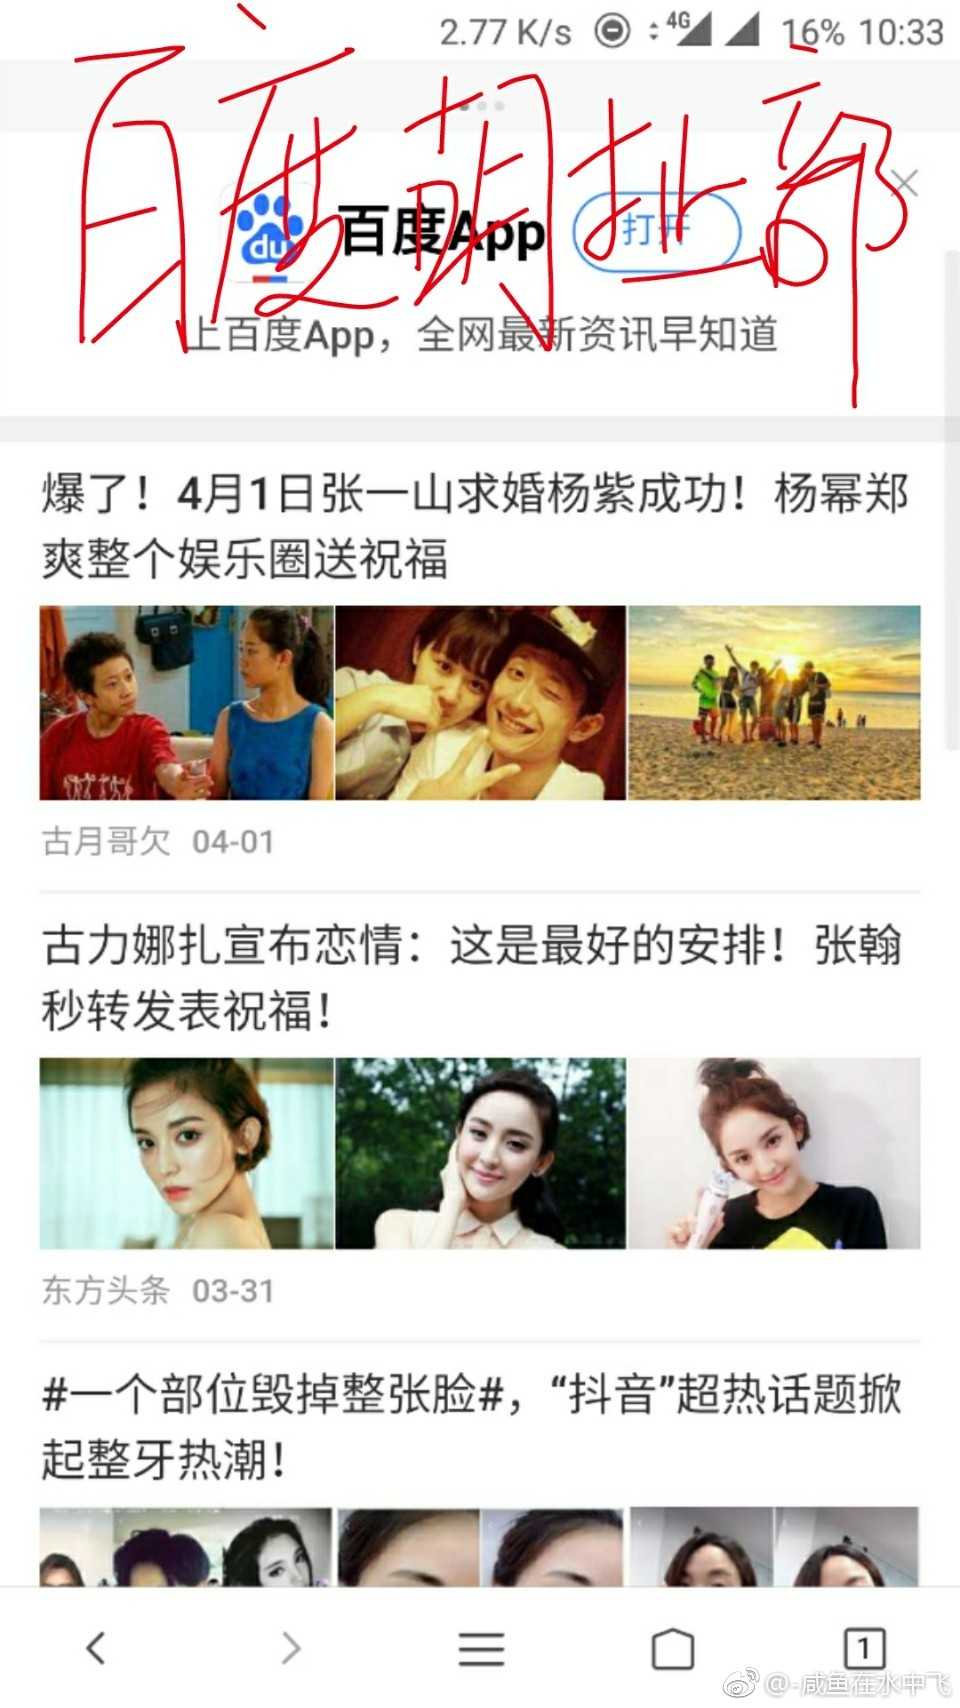 2.77 K/s 4G 16% 10:33
百度胡扯部
du 百度App 打开
上百度App，全网最新资讯早知道
爆了！4月1日张一山求婚杨紫成功！杨幂郑
爽整个娱乐圈送祝福
古月哥欠 04-01
古力娜扎宣布恋情：这是最好的安排！张翰
秒转发表祝福！
东方头条 03-31
#一个部位毁掉整张脸#，“抖音”超热话题掀
起整牙热潮！
1
@-咸鱼在水中飞